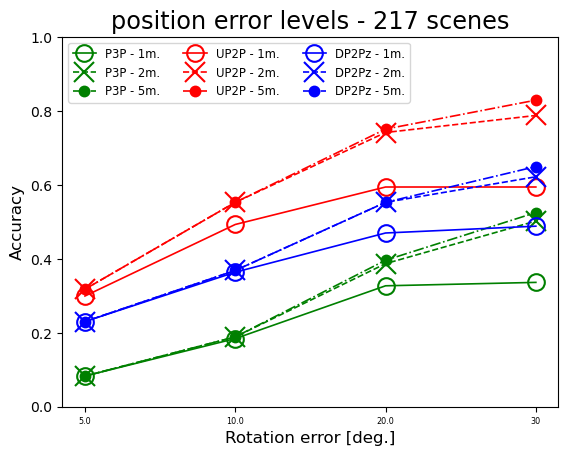 position error levels - 217 scenes
P3P - 1m. UP2P - 1m. DP2Pz - 1m.
P3P - 2m. UP2P - 2m. DP2Pz - 2m.
P3P - 5m. UP2P - 5m. DP2Pz - 5m.
1.0
0.8
0.6
0.4
0.2
0.0
Accuracy
5.0 10.0 20.0 30
Rotation error [deg.]